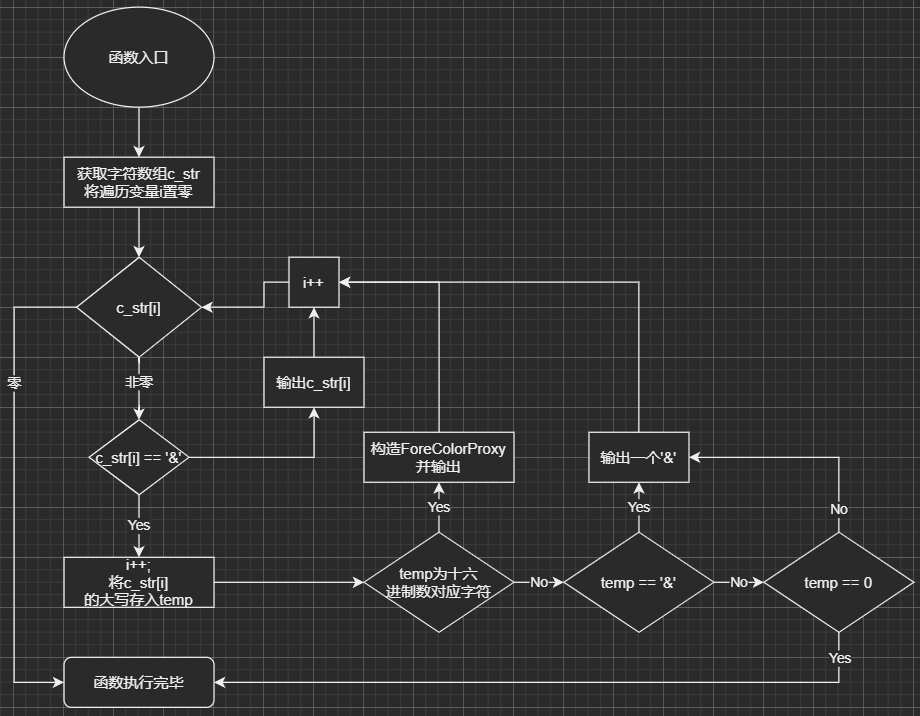 函数入口
获取字符数组c_str
将遍历变量i置零
c_str[i]
i++
零
非零
输出c_str[i]
c_str[i] == '&'
构造ForeColorProxy
并输出
输出一个'&'
Yes
Yes
No
Yes
i++;
将c_str[i]
的大写存入temp
temp为十六
进制数对应字符
No
temp == '&'
No
temp == 0
Yes
函数执行完毕